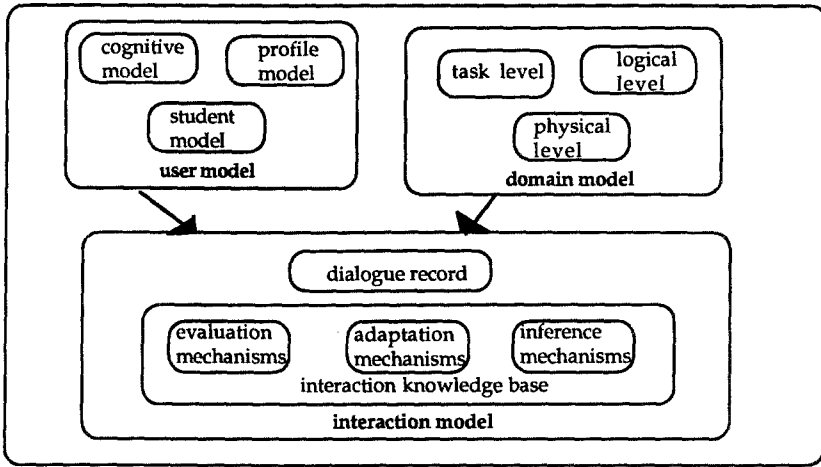 cognitive
model
profile
model
student
model
user model
task level
logical
level
physical
level
domain model
dialogue record
evaluation
mechanisms
adaptation
mechanisms
inference
mechanisms
interaction knowledge base
interaction model